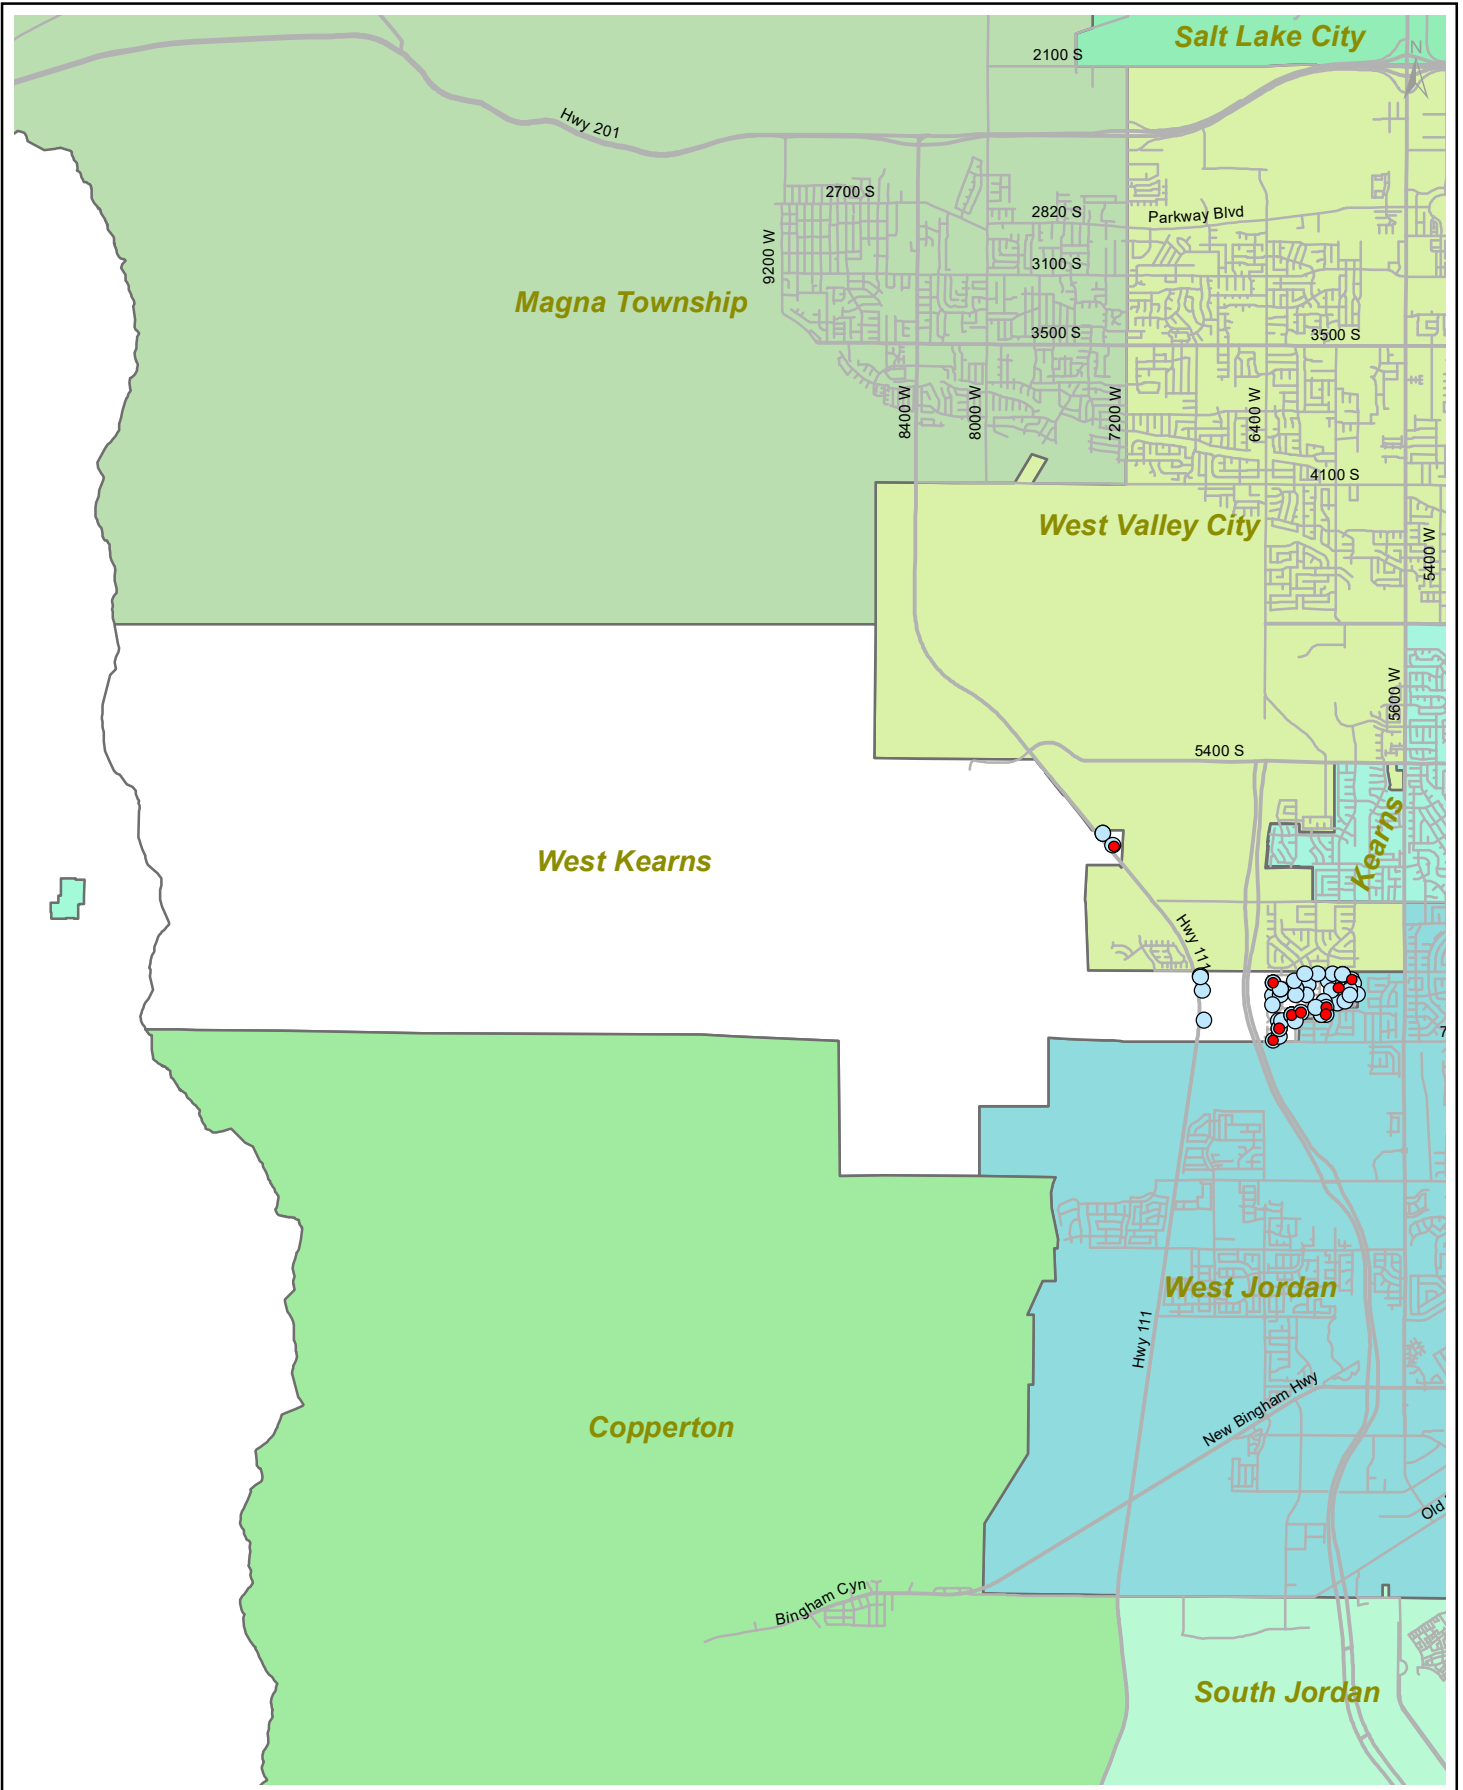 Salt Lake City
N
2100 S
Hwy 201
2700 S
2820 S
Parkway Blvd
9200 W
3100 S
Magna Township
3500 S
3500 S
8400 W
8000 W
7200 W
6400 W
4100 S
West Valley City
5400 W
5600 W
5400 S
Kearns
West Kearns
Hwy 111
7
West Jordan
Hwy 111
New Bingham Hwy
Copperton
Old
Bingham Cyn
South Jordan